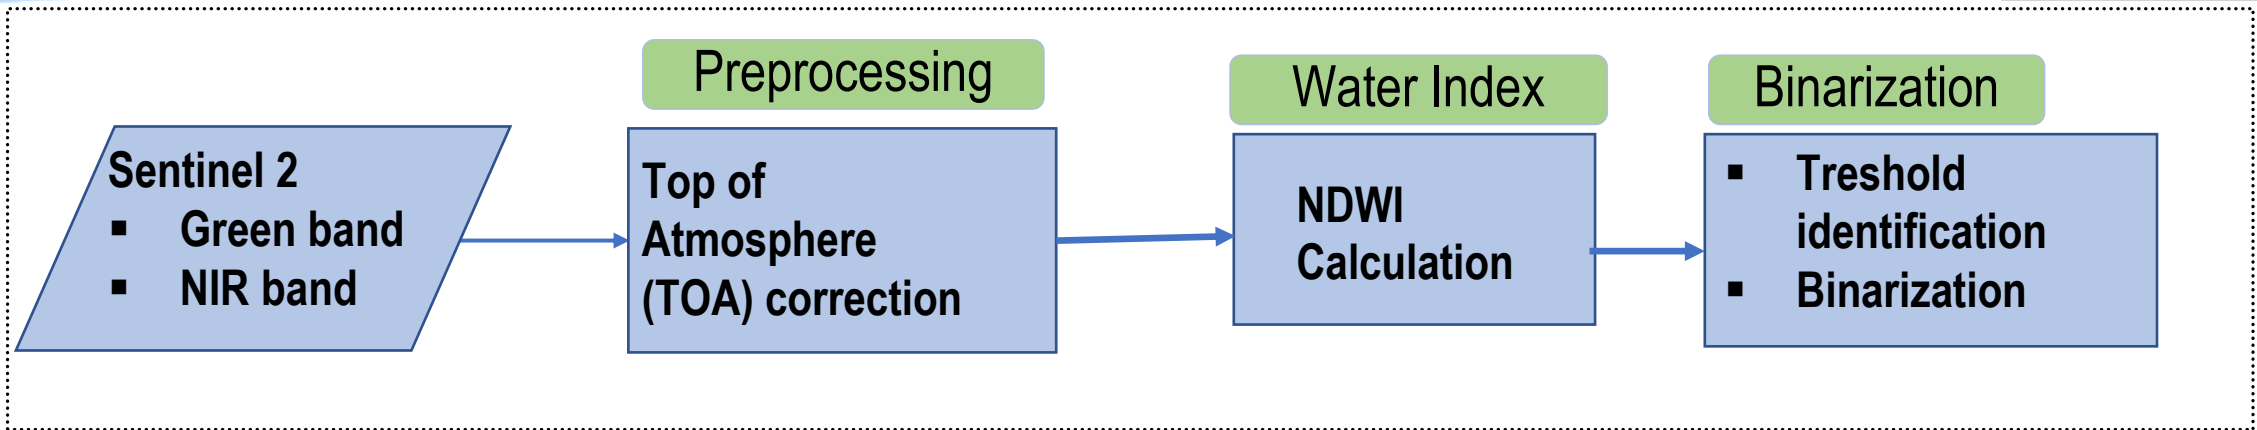 Preprocessing
Water Index
Binarization
Sentinel 2
▪ Green band
▪ NIR band
Top of
Atmosphere
(TOA) correction
NDWI
Calculation
▪ Treshold
identification
▪ Binarization